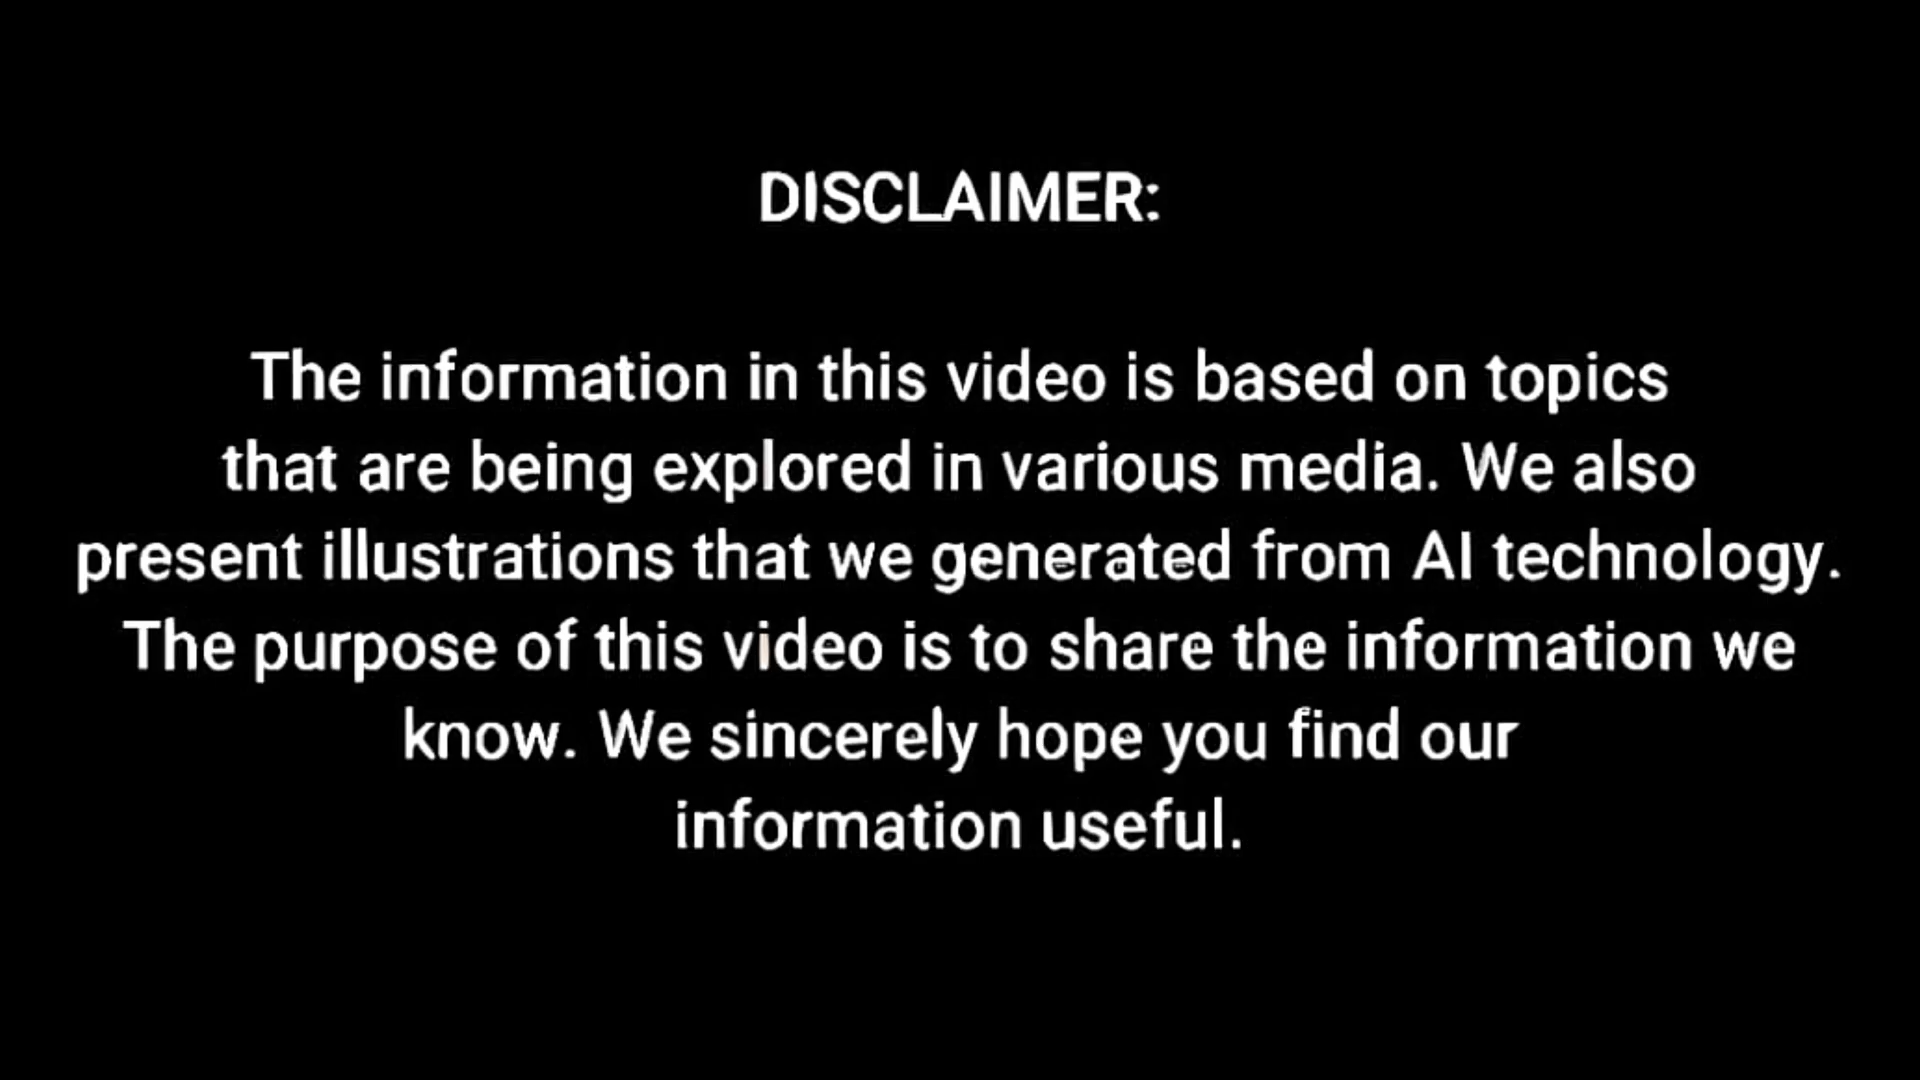 DISCLAIMER:
The information in this video is based on topics
that are being explored in various media. We also
present illustrations that we generated from AI technology.
The purpose of this video is to share the information we
know. We sincerely hope you find our
information useful.